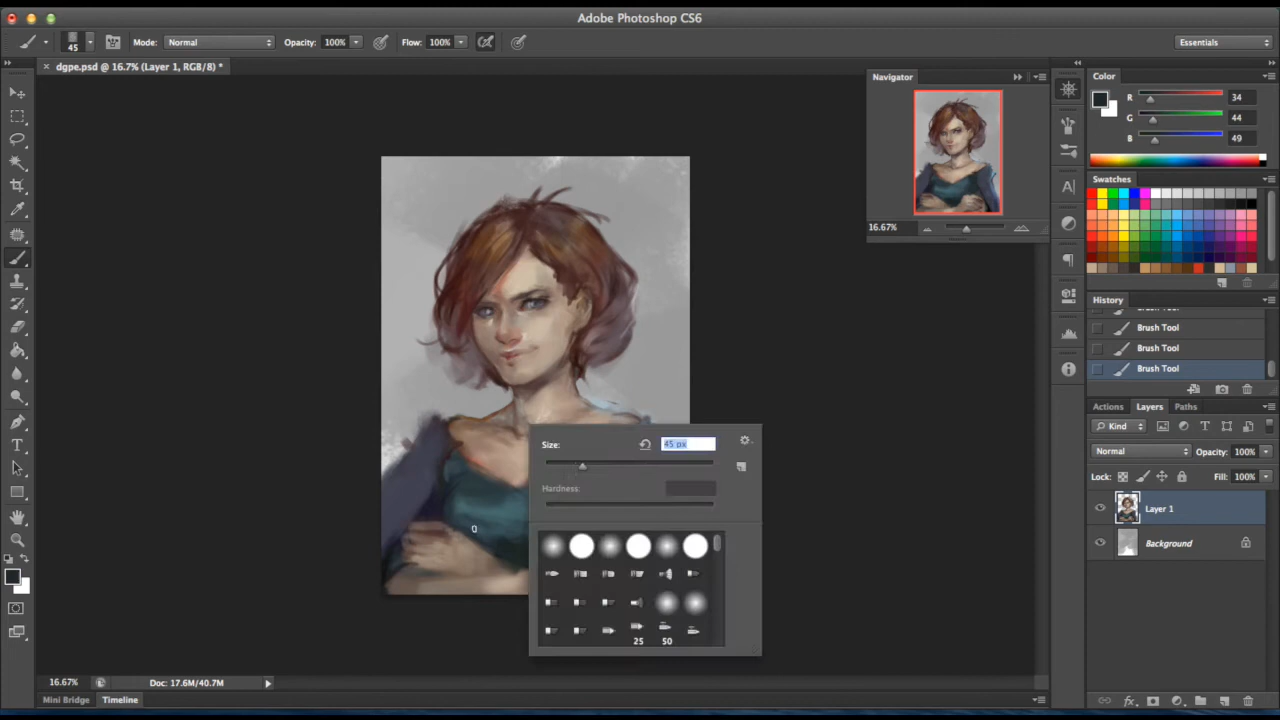 Adobe Photoshop CS6
45 Mode: Normal Opacity: 100% Flow: 100% Essentials
dgpe.psd @ 16.7% (Layer 1, RGB/8) *
Navigator
16.67%
Color
R 34
G 44
B 49
Swatches
History
Brush Tool
Brush Tool
Brush Tool
Actions Layers Paths
Kind
Normal Opacity: 100%
Lock: Fill: 100%
Layer 1
Background
Size: 45 px
Hardness:
25 50
16.67% Doc: 17.6M/40.7M
Mini Bridge Timeline